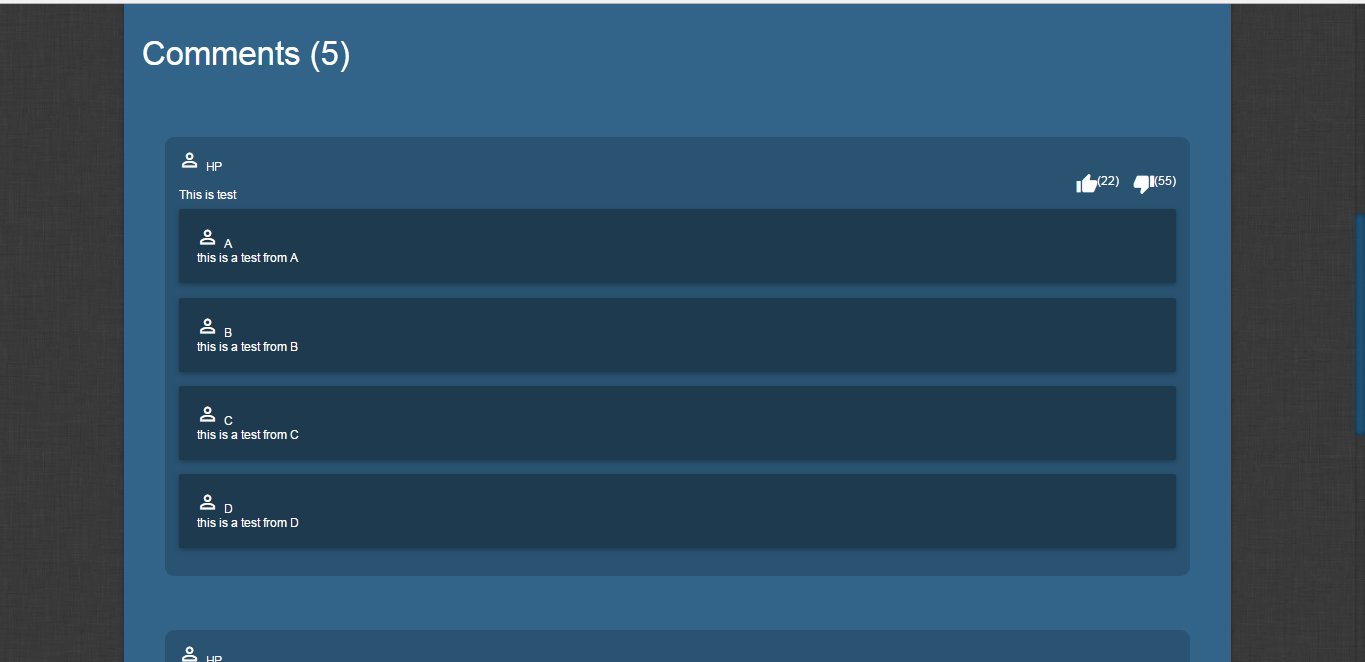 Comments (5)
HP
(22) (55)
This is test
A
this is a test from A
B
this is a test from B
C
this is a test from C
D
this is a test from D
HP